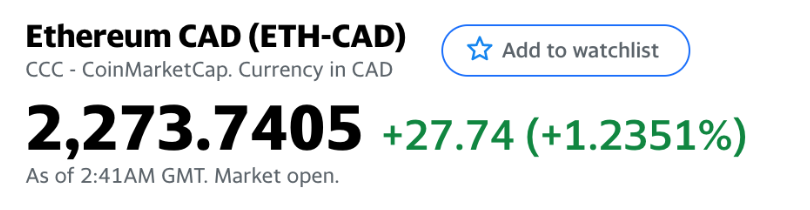 Ethereum CAD (ETH-CAD)
Add to watchlist
CCC - CoinMarketCap. Currency in CAD
2,273.7405 +27.74 (+1.2351%)
As of 2:41AM GMT. Market open.